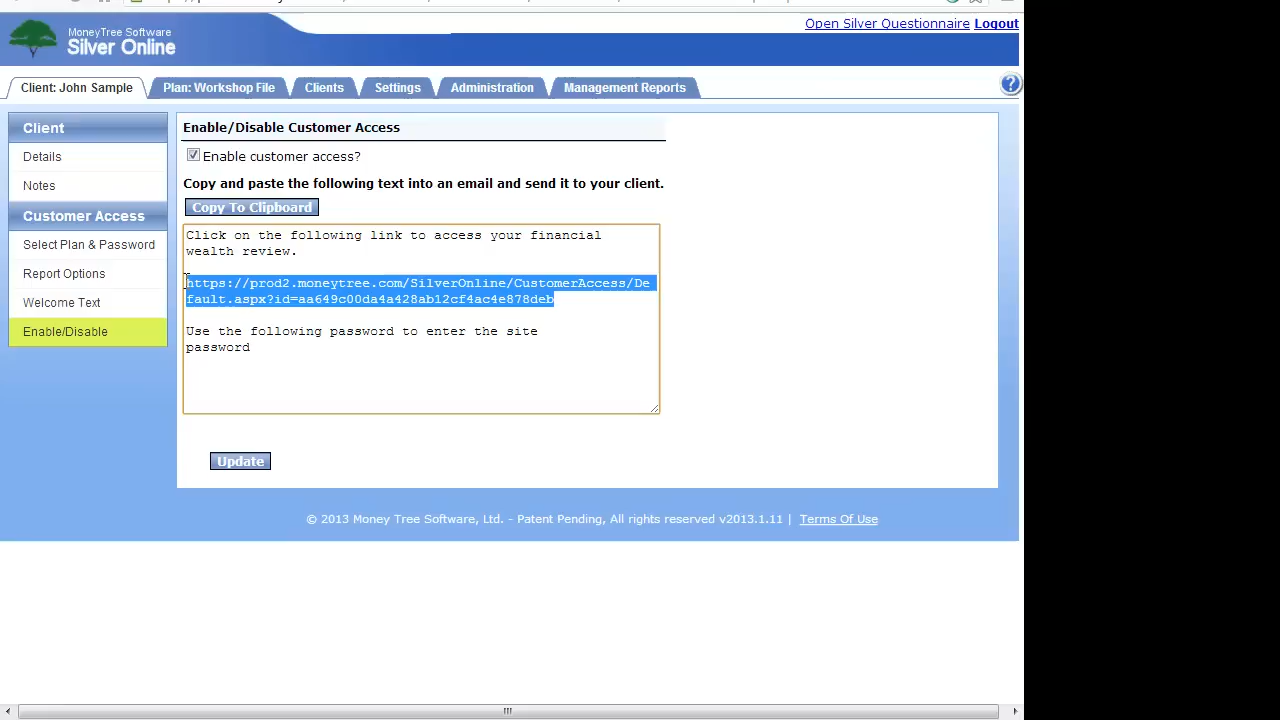 Open Silver Questionnaire Logout
MoneyTree Software
Silver Online
Client: John Sample Plan: Workshop File Clients Settings Administration Management Reports ?
Client
Details
Notes
Customer Access
Select Plan & Password
Report Options
Welcome Text
Enable/Disable
Enable/Disable Customer Access
Enable customer access?
Copy and paste the following text into an email and send it to your client.
Copy To Clipboard
Click on the following link to access your financial
wealth review.
https://prod2.moneytree.com/SilverOnline/CustomerAccess/De
fault.aspx?id=aa649c00da4a428ab12cf4ac4e878deb
Use the following password to enter the site
password
Update
© 2013 Money Tree Software, Ltd. - Patent Pending, All rights reserved v2013.1.11 | Terms Of Use